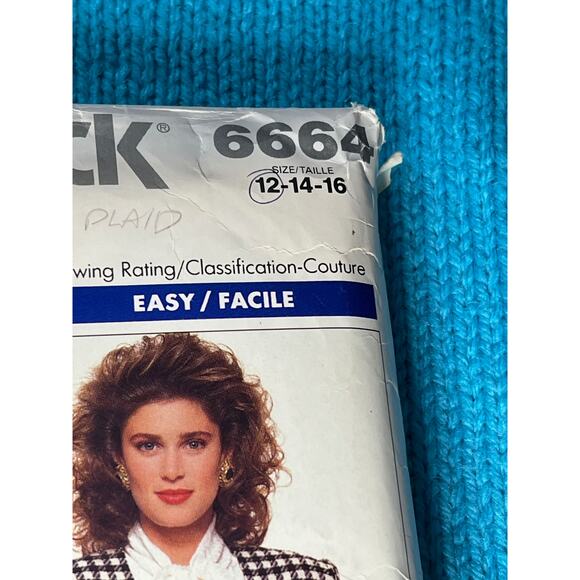 CK® 6664
SIZE/TAILLE
12-14-16
PLAID
wing Rating/Classification-Couture
EASY / FACILE